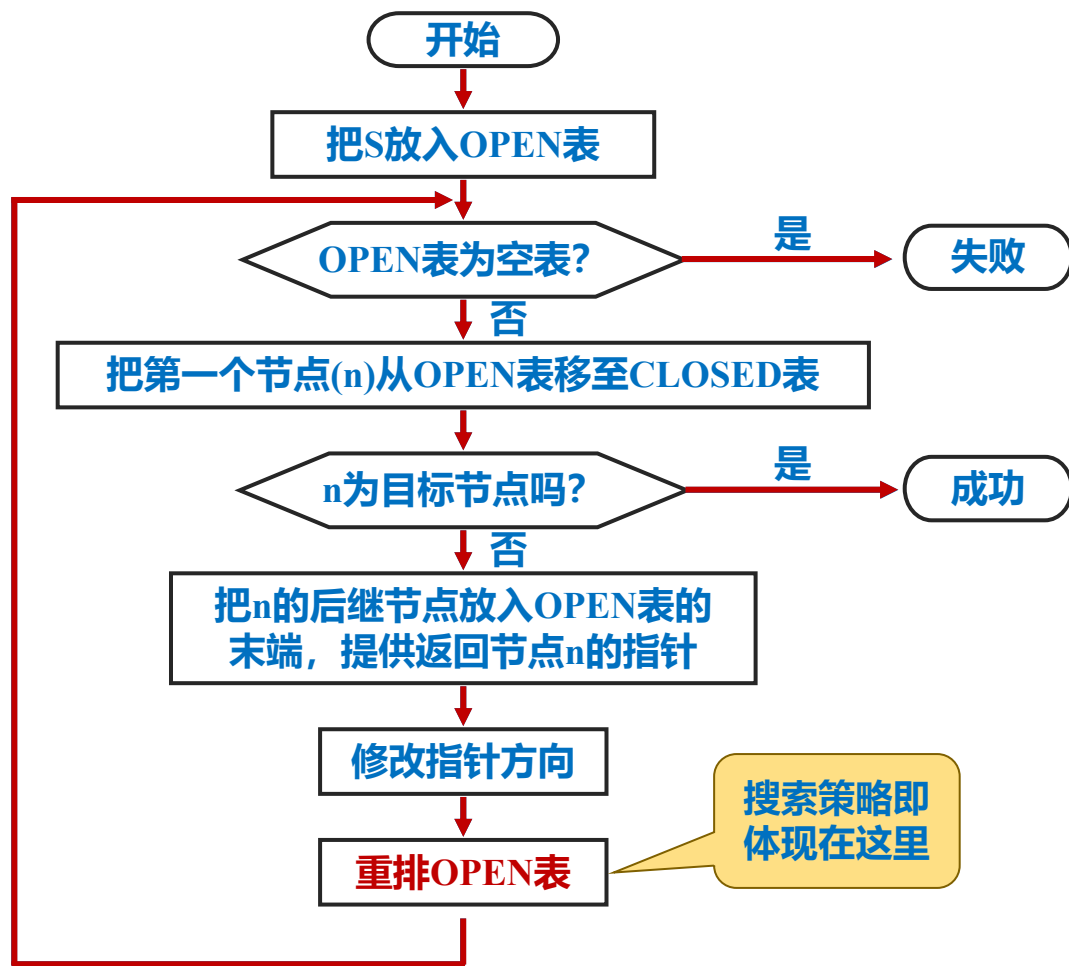 开始
把S放入OPEN表
OPEN表为空表？
是
失败
否
把第一个节点(n)从OPEN表移至CLOSED表
n为目标节点吗？
是
成功
否
把n的后继节点放入OPEN表的
末端，提供返回节点n的指针
修改指针方向
搜索策略即
体现在这里
重排OPEN表